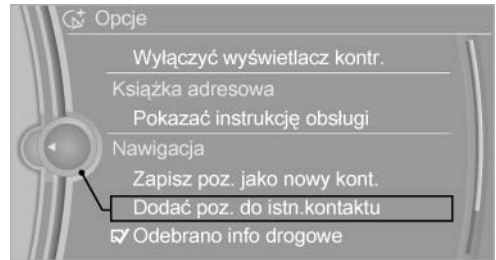 Opcje
Wyłączyć wyświetlacz kontr.
Książka adresowa
Pokazać instrukcję obsługi
Nawigacja
Zapisz poz. jako nowy kont.
Dodać poz. do istn.kontaktu
Odebrano info drogowe